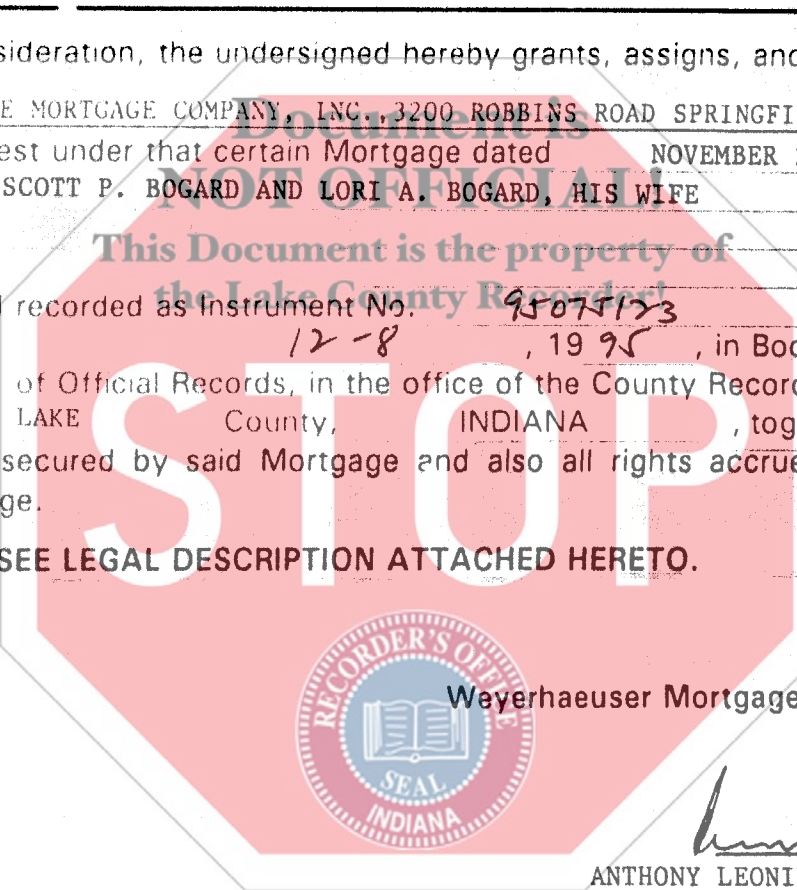 sideration, the undersigned hereby grants, assigns, and
E MORTGAGE COMPANY, INC.,3200 ROBBINS ROAD SPRINGFI
Document is
est under that certain Mortgage dated NOVEMBER
NOT OFFICIAL!
SCOTT P. BOGARD AND LORI A. BOGARD, HIS WIFE
This Document is the property of
the Lake County Recorder!
recorded as Instrument No. 95075123
12-8 , 19 95 , in Boo
of Official Records, in the office of the County Record
LAKE County, INDIANA , tog
secured by said Mortgage and also all rights accrue
ge.
STOP
SEE LEGAL DESCRIPTION ATTACHED HERETO.
RECORDER'S OFFICE
Weyerhaeuser Mortgage
SEAL
INDIANA
ANTHONY LEONI